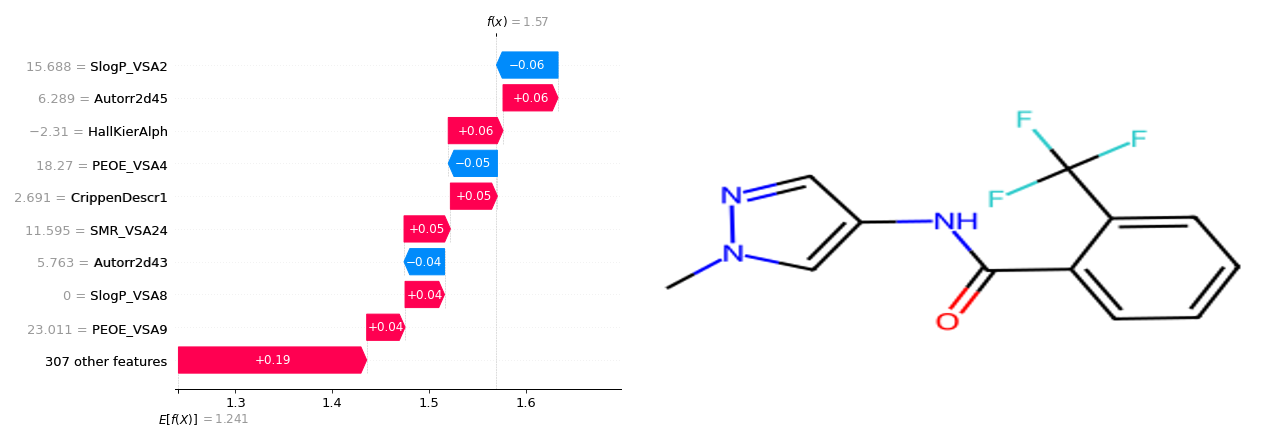 f(x) = 1.57
15.688 = SlogP_VSA2
−0.06
6.289 = Autorr2d45
+0.06
−2.31 = HallKierAlph
+0.06
18.27 = PEOE_VSA4
−0.05
2.691 = CrippenDescr1
+0.05
11.595 = SMR_VSA24
+0.05
5.763 = Autorr2d43
−0.04
0 = SlogP_VSA8
+0.04
23.011 = PEOE_VSA9
+0.04
307 other features
+0.19
1.3 1.4 1.5 1.6
E[f(X)] = 1.241
F
F
F
N
NH
N
O